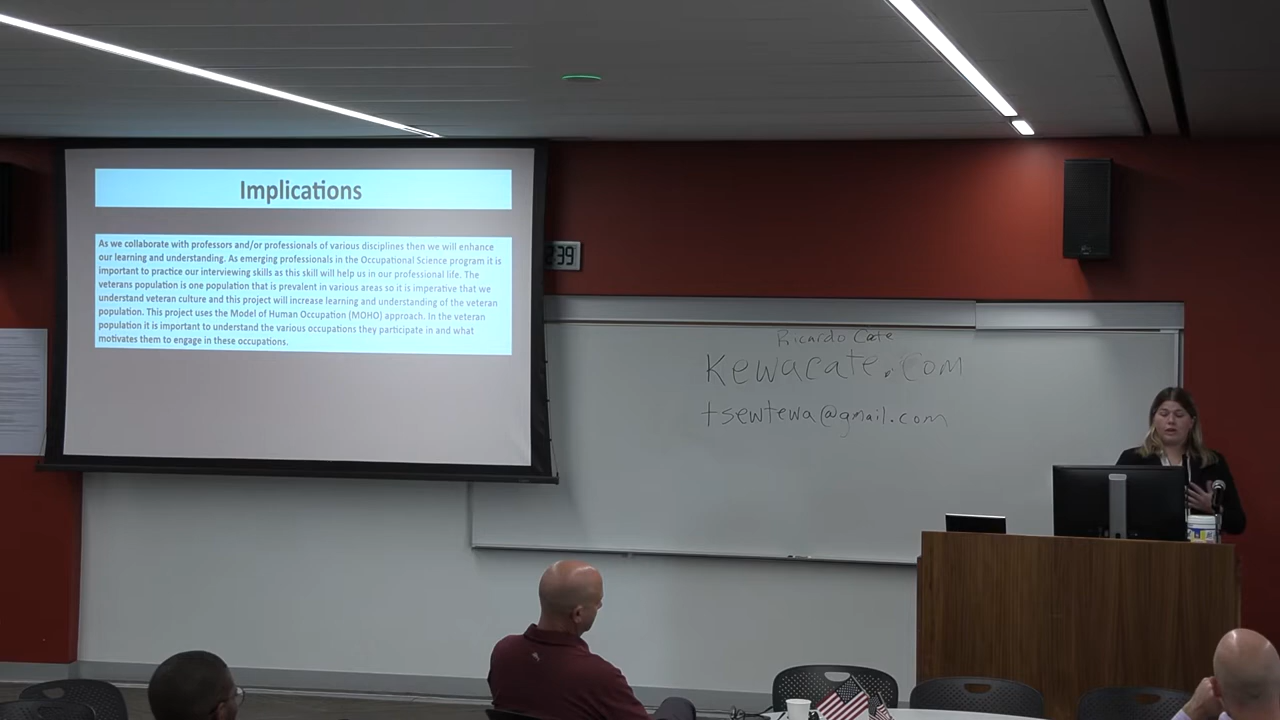 Implications
As we collaborate with professors and/or professionals of various disciplines then we will enhance
our learning and understanding. As emerging professionals in the Occupational Science program it is
important to practice our interviewing skills as this skill will help us in our professional life. The
veterans population is one population that is prevalent in various areas so it is imperative that we
understand veteran culture and this project will increase learning and understanding of the veteran
population. This project uses the Model of Human Occupation (MOHO) approach. In the veteran
population it is important to understand the various occupations they participate in and what
motivates them to engage in these occupations.
:39
Ricardo Cate
Kewacate.com
tsewtewa@gmail.com